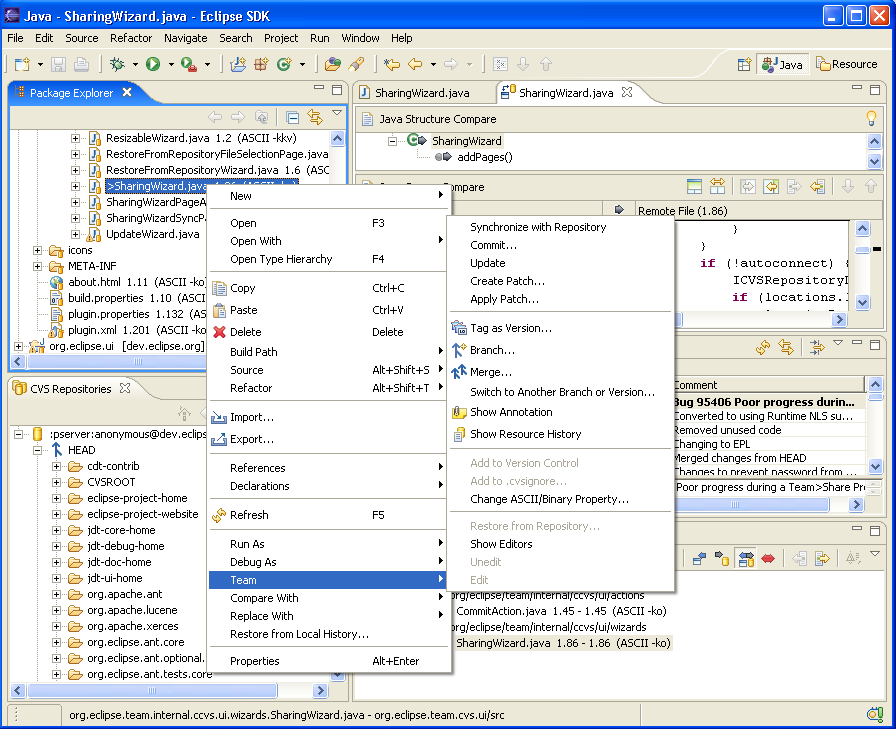 Java - SharingWizard.java - Eclipse SDK
File Edit Source Refactor Navigate Search Project Run Window Help
Java Resource
Package Explorer
ResizableWizard.java 1.2 (ASCII -kkv)
RestoreFromRepositoryFileSelectionPage.java
RestoreFromRepositoryWizard.java 1.6 (ASC
>SharingWizard.java
SharingWizardPageA
SharingWizardSyncP
UpdateWizard.java
icons
META-INF
about.html 1.11 (ASCII -ko)
build.properties 1.10 (ASCII
plugin.properties 1.132 (ASCII
plugin.xml 1.201 (ASCII -ko
org.eclipse.ui [dev.eclipse.org]
CVS Repositories
:pserver:anonymous@dev.eclips
HEAD
cdt-contrib
CVSROOT
eclipse-project-home
eclipse-project-website
jdt-core-home
jdt-debug-home
jdt-doc-home
jdt-ui-home
org.apache.ant
org.apache.lucene
org.apache.xerces
org.eclipse.ant.core
org.eclipse.ant.optional.
org.eclipse.ant.tests.core
New
Open F3
Open With
Open Type Hierarchy F4
Copy Ctrl+C
Paste Ctrl+V
Delete Delete
Build Path
Source Alt+Shift+S
Refactor Alt+Shift+T
Import...
Export...
References
Declarations
Refresh F5
Run As
Debug As
Team
Compare With
Replace With
Restore from Local History...
Properties Alt+Enter
Synchronize with Repository
Commit...
Update
Create Patch...
Apply Patch...
Tag as Version...
Branch...
Merge...
Switch to Another Branch or Version...
Show Annotation
Show Resource History
Add to Version Control
Add to .cvsignore...
Change ASCII/Binary Property...
Restore from Repository...
Show Editors
Unedit
Edit
SharingWizard.java SharingWizard.java
Java Structure Compare
SharingWizard
addPages()
Compare
Remote File (1.86)
}
}
if (!autoconnect) {
ICVSRepositoryL
if (locations.
Comment
Bug 95406 Poor progress durin...
Converted to using Runtime NLS su...
Removed unused code
Changing to EPL
Merged changes from HEAD
Changes to prevent password from ...
Poor progress during a Team>Share Pr
org/eclipse/team/internal/ccvs/ui/actions
CommitAction.java 1.45 - 1.45 (ASCII -ko)
org/eclipse/team/internal/ccvs/ui/wizards
SharingWizard.java 1.86 - 1.86 (ASCII -ko)
org.eclipse.team.internal.ccvs.ui.wizards.SharingWizard.java - org.eclipse.team.cvs.ui/src